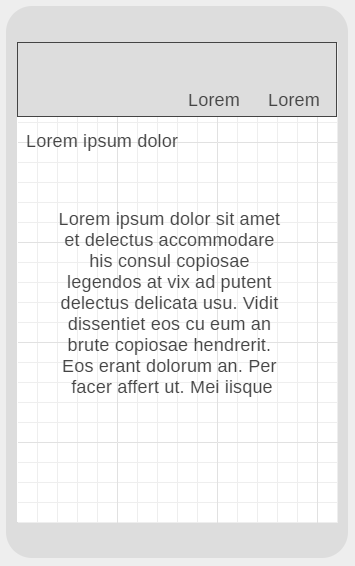 Lorem Lorem
Lorem ipsum dolor
Lorem ipsum dolor sit amet
et delectus accommodare
his consul copiosae
legendos at vix ad putent
delectus delicata usu. Vidit
dissentiet eos cu eum an
brute copiosae hendrerit.
Eos erant dolorum an. Per
facer affert ut. Mei iisque